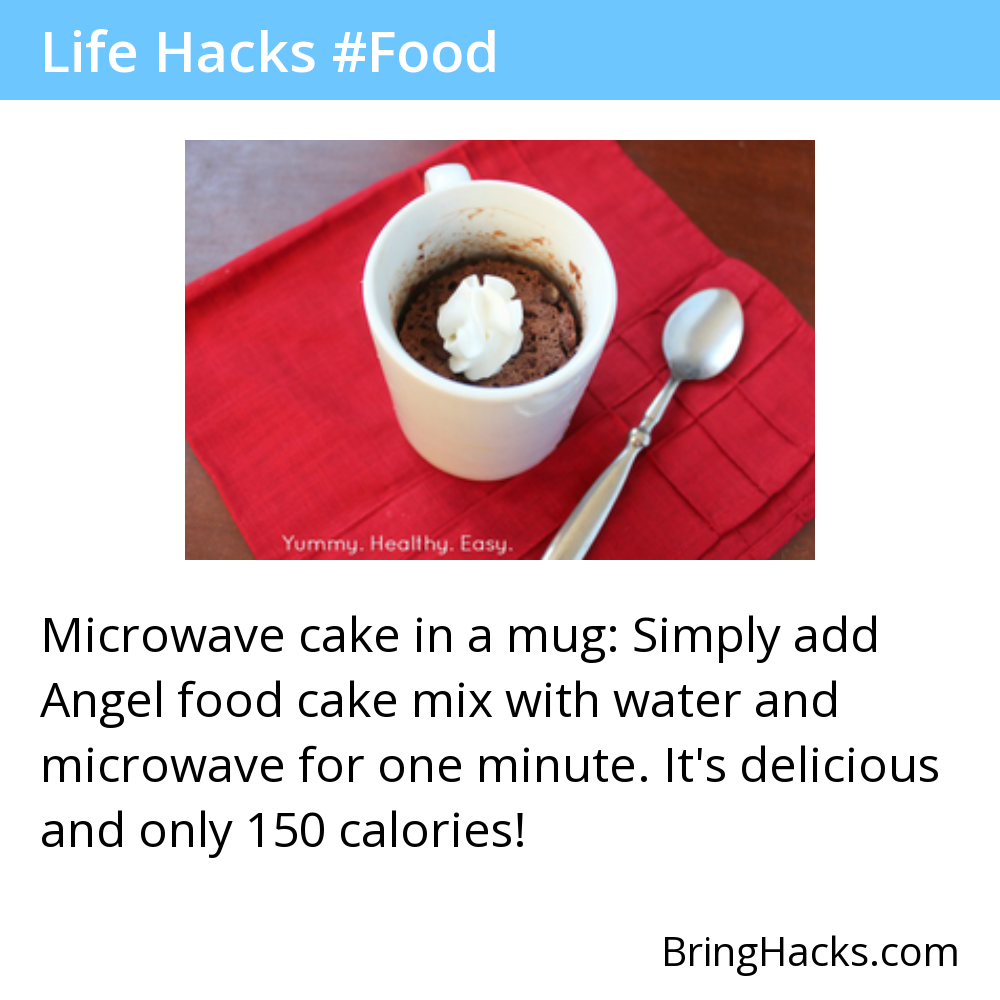 Life Hacks #Food
Yummy. Healthy. Easy.
Microwave cake in a mug: Simply add
Angel food cake mix with water and
microwave for one minute. It's delicious
and only 150 calories!
BringHacks.com